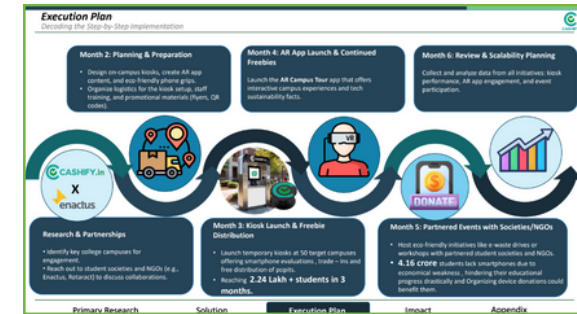 Execution Plan
Decoding the Step-by-Step Implementation
Month 2: Planning & Preparation
• Design on-campus kiosks, create AR app
content, and eco-friendly phone grips.
• Organize logistics for the kiosk setup, staff
training, and promotional materials (flyers, QR
codes).
Month 4: AR App Launch & Continued
Freebies
Launch the AR Campus Tour app that offers
interactive campus experiences and tech
sustainability facts.
Month 6: Review & Scalability Planning
Collect and analyze data from all initiatives: kiosk
performance, AR app engagement, and event
participation.
CASHIFY.in
X
enactus
VR
DONATE
Research & Partnerships
• Identify key college campuses for
engagement.
• Reach out to student societies and NGOs (e.g.,
Enactus, Rotaract) to discuss collaborations.
Month 3: Kiosk Launch & Freebie
Distribution
• Launch temporary kiosks at 50 target campuses
offering smartphone evaluations , trade – ins and
free distribution of popits.
• Reaching 2.24 Lakh + students in 3
months.
Month 5: Partnered Events with Societies/NGOs
• Host eco-friendly initiatives like e-waste drives or
workshops with partnered student societies and NGOs.
• 4.16 crore students lack smartphones due to
economic weakness , hindering their educational
progress drastically and Organizing device donations could
benefit them.
Primary Research Solution Execution Plan Impact Appendix